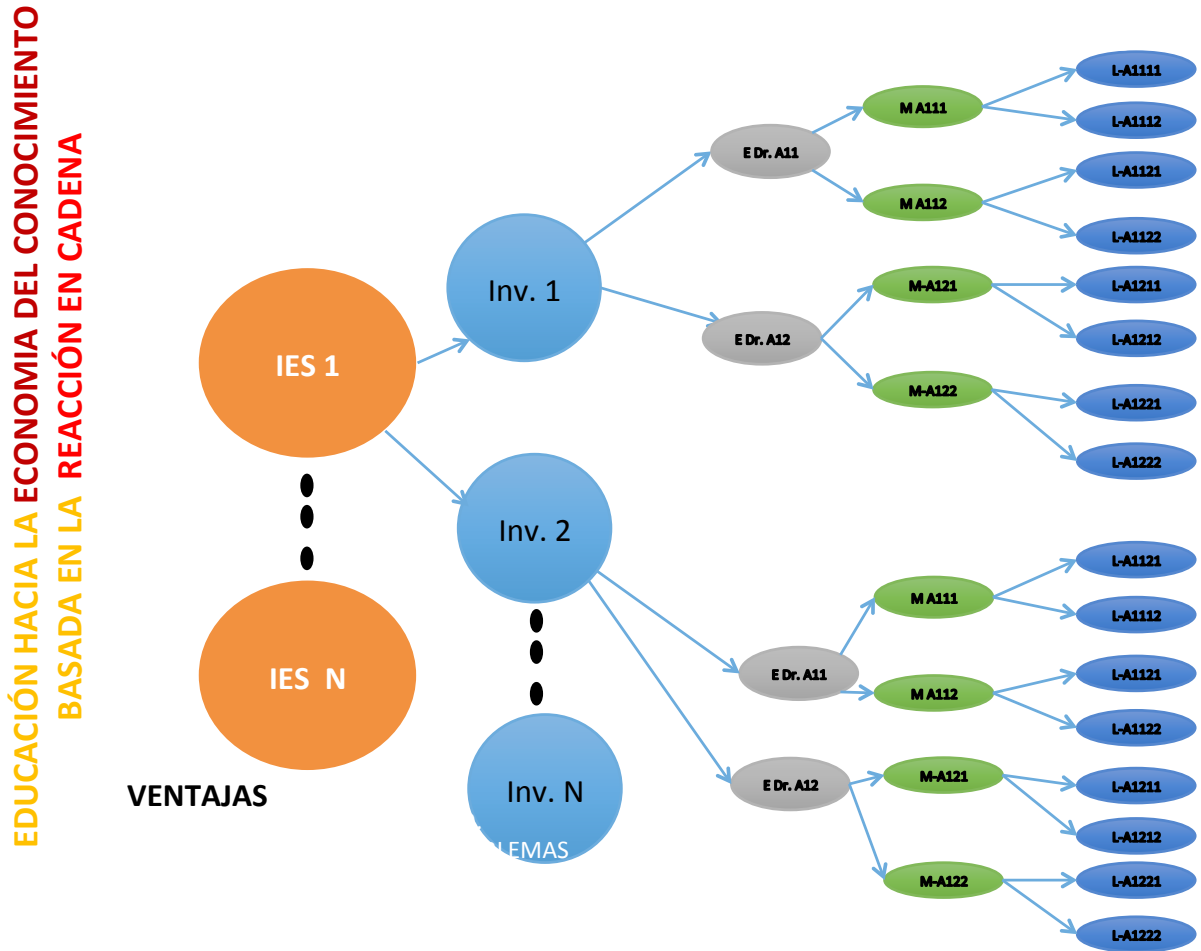 EDUCACIÓN HACIA LA ECONOMIA DEL CONOCIMIENTO
BASADA EN LA REACCIÓN EN CADENA
IES 1
IES N
VENTAJAS
Inv. 1
Inv. 2
Inv. N
LEMAS
E Dr. A11
E Dr. A12
M A111
M A112
M-A121
M-A122
L-A1111
L-A1112
L-A1121
L-A1122
L-A1211
L-A1212
L-A1221
L-A1222
E Dr. A11
E Dr. A12
M A111
M A112
M-A121
M-A122
L-A1121
L-A1112
L-A1121
L-A1122
L-A1211
L-A1212
L-A1221
L-A1222